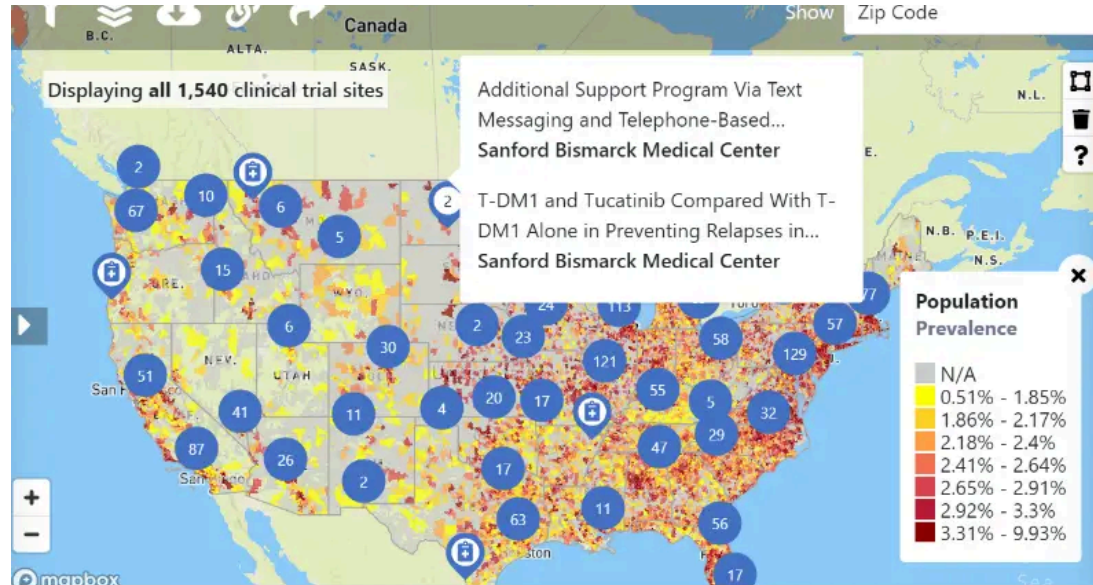 Show
Zip Code
Canada
B.C.
ALTA.
SASK.
Displaying all 1,540 clinical trial sites
Additional Support Program Via Text
Messaging and Telephone-Based...
Sanford Bismarck Medical Center
T-DM1 and Tucatinib Compared With T-
DM1 Alone in Preventing Relapses in...
Sanford Bismarck Medical Center
N.L.
?
2
10
67
6
2
5
15
N.B.
P.E.I.
N.S.
MAINE
ORE.
WYO.
77
Population
Prevalence
N/A
0.51% - 1.85%
1.86% - 2.17%
2.18% - 2.4%
2.41% - 2.64%
2.65% - 2.91%
2.92% - 3.3%
3.31% - 9.93%
24
113
6
30
2
23
58
57
129
121
NEV.
UTAH
51
41
11
4
20
17
55
5
32
87
26
2
17
47
29
63
11
56
17
+
−
mapbox